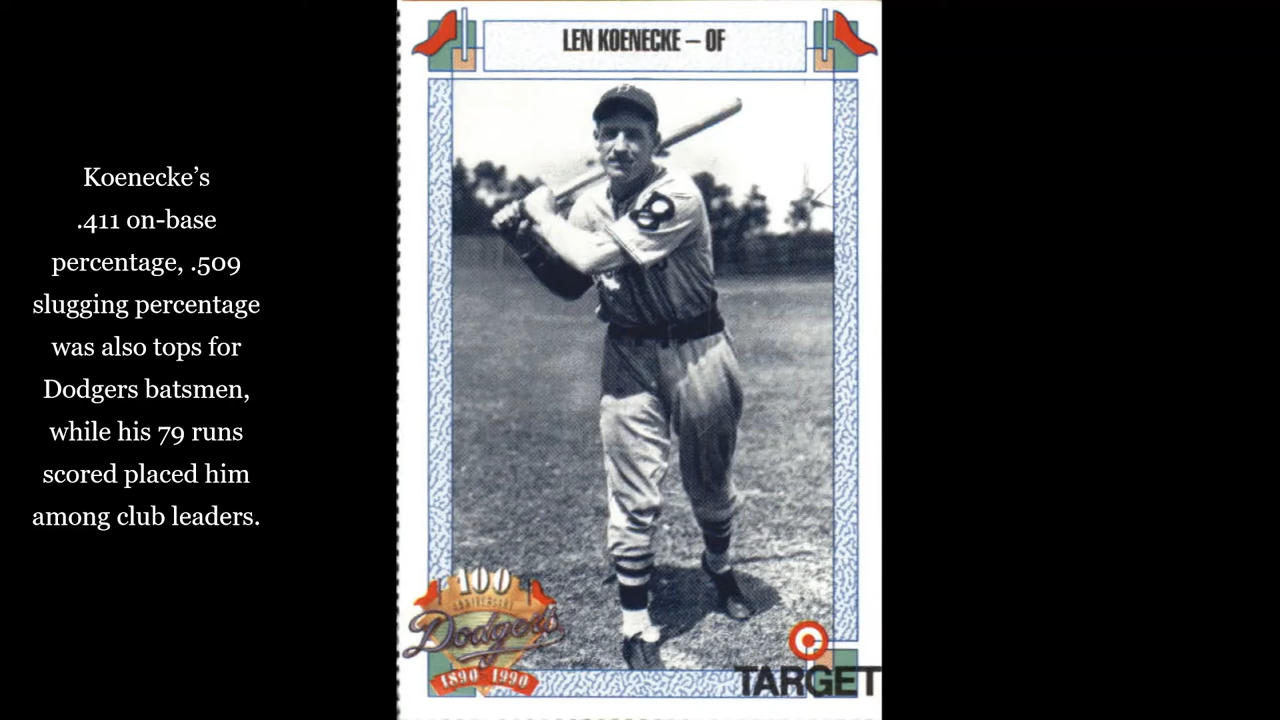 Koenecke’s
.411 on-base
percentage, .509
slugging percentage
was also tops for
Dodgers batsmen,
while his 79 runs
scored placed him
among club leaders.
LEN KOENECKE – OF
B
B
100
ANNIVERSARY
Dodgers
1890 1990
TARGET